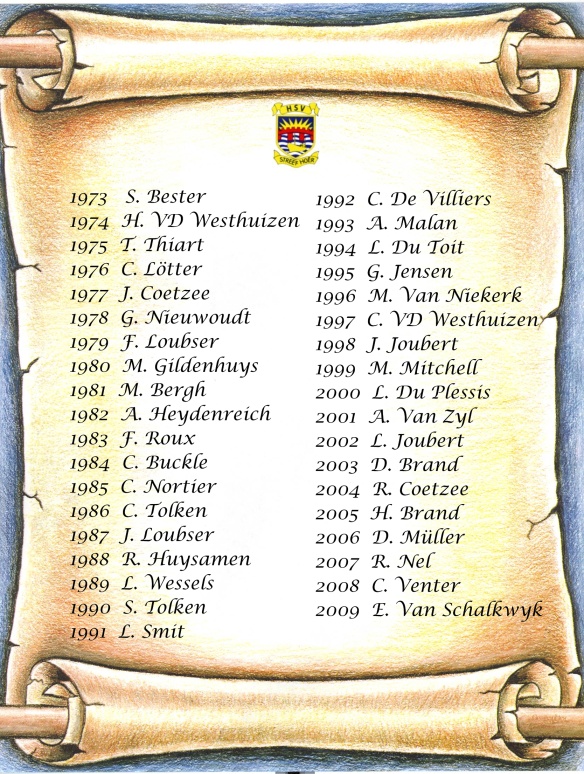 H S V
STREEF HOËR
1973 S. Bester
1974 H. VD Westhuizen
1975 T. Thiart
1976 C. Lötter
1977 J. Coetzee
1978 G. Nieuwoudt
1979 F. Loubser
1980 M. Gildenhuys
1981 M. Bergh
1982 A. Heydenreich
1983 F. Roux
1984 C. Buckle
1985 C. Nortier
1986 C. Tolken
1987 J. Loubser
1988 R. Huysamen
1989 L. Wessels
1990 S. Tolken
1991 L. Smit
1992 C. De Villiers
1993 A. Malan
1994 L. Du Toit
1995 G. Jensen
1996 M. Van Niekerk
1997 C. VD Westhuizen
1998 J. Joubert
1999 M. Mitchell
2000 L. Du Plessis
2001 A. Van Zyl
2002 L. Joubert
2003 D. Brand
2004 R. Coetzee
2005 H. Brand
2006 D. Müller
2007 R. Nel
2008 C. Venter
2009 E. Van Schalkwyk